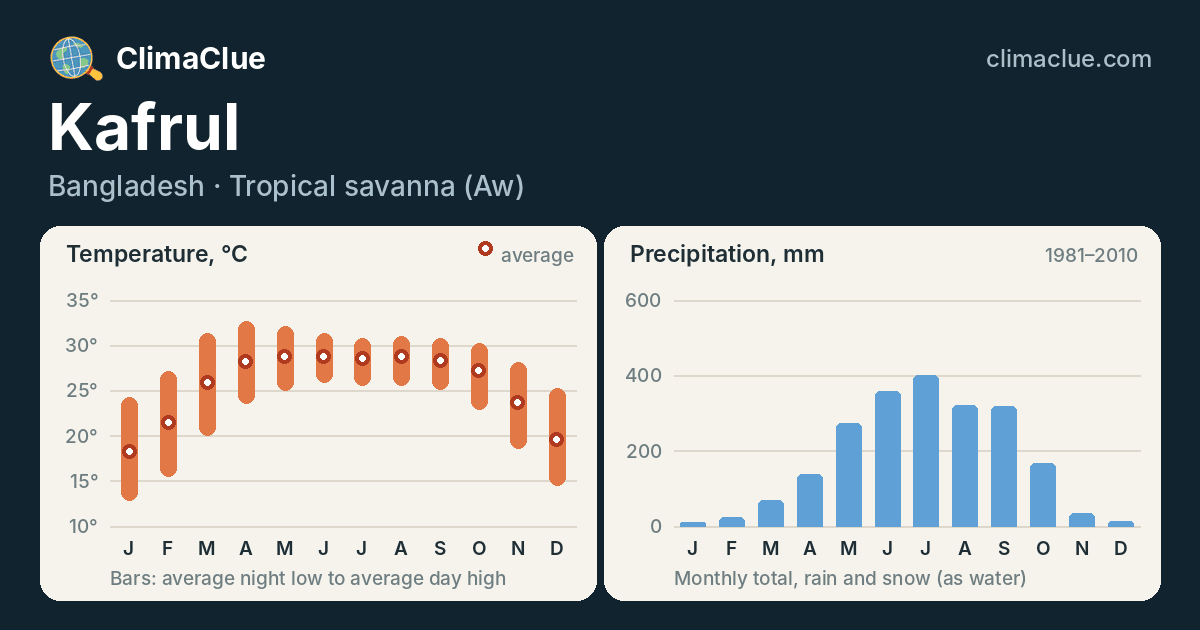 ClimaClue
climaclue.com
Kafrul
Bangladesh · Tropical savanna (Aw)
Temperature, °C
average
35°
30°
25°
20°
15°
10°
J F M A M J J A S O N D
Bars: average night low to average day high
Precipitation, mm
1981–2010
600
400
200
0
J F M A M J J A S O N D
Monthly total, rain and snow (as water)